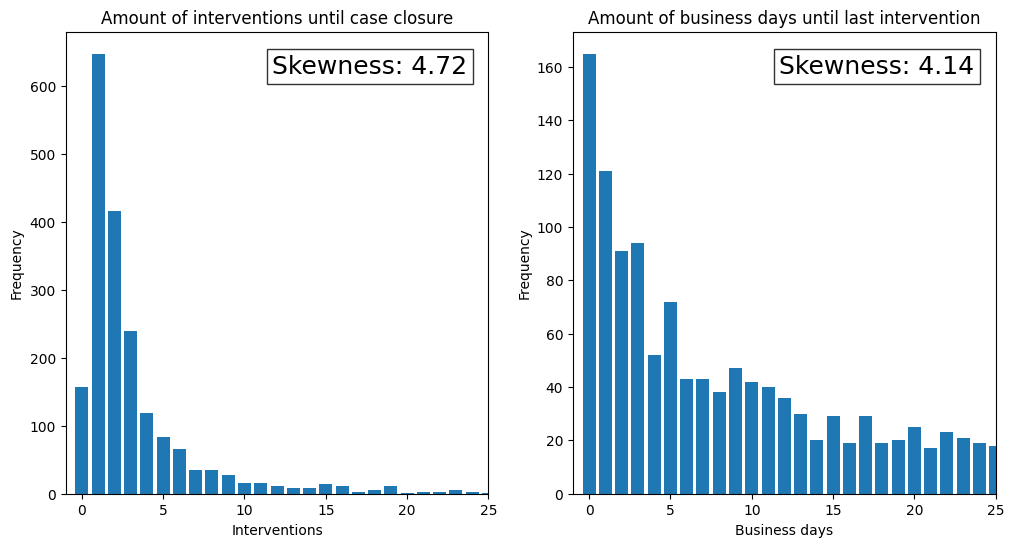 Amount of interventions until case closure
Skewness: 4.72
Frequency
600
500
400
300
200
100
0
0 5 10 15 20 25
Interventions
Amount of business days until last intervention
Skewness: 4.14
Frequency
160
140
120
100
80
60
40
20
0
0 5 10 15 20 25
Business days